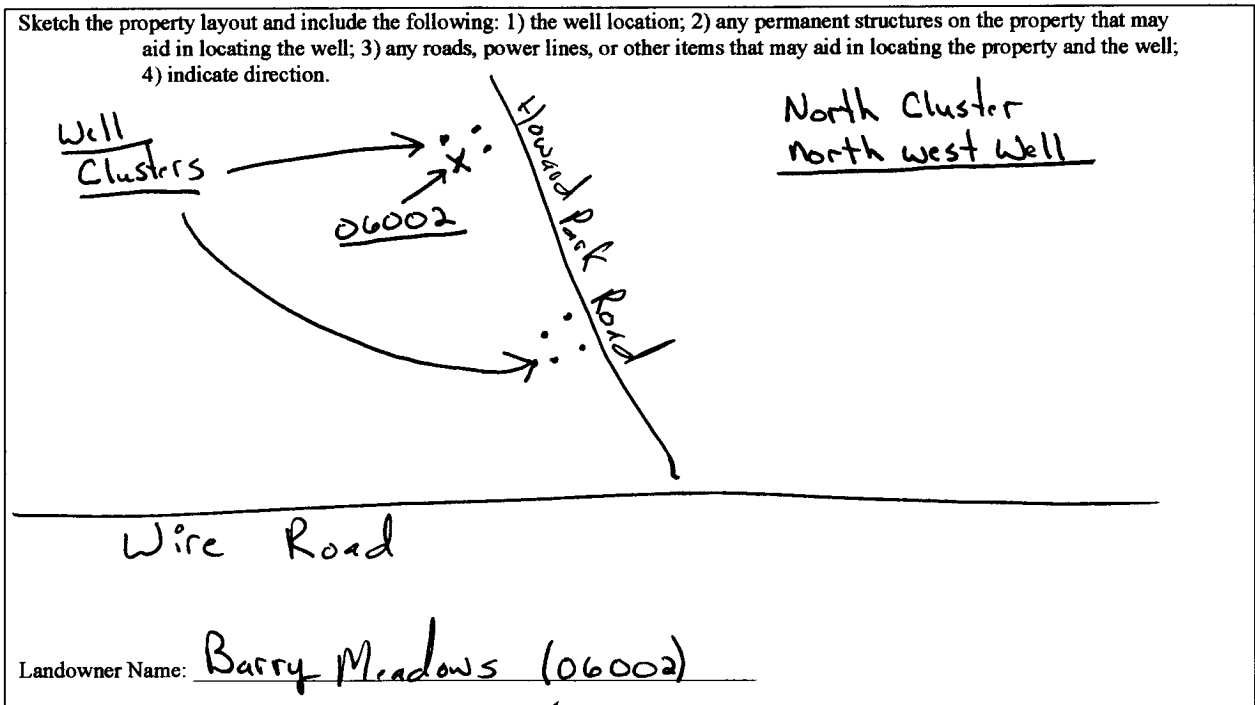 Sketch the property layout and include the following: 1) the well location; 2) any permanent structures on the property that may
aid in locating the well; 3) any roads, power lines, or other items that may aid in locating the property and the well;
4) indicate direction.
Well
Clusters
06002
Howard Park Road
North Cluster
North west Well
Wire Road
Landowner Name: Barry Meadows (06002)